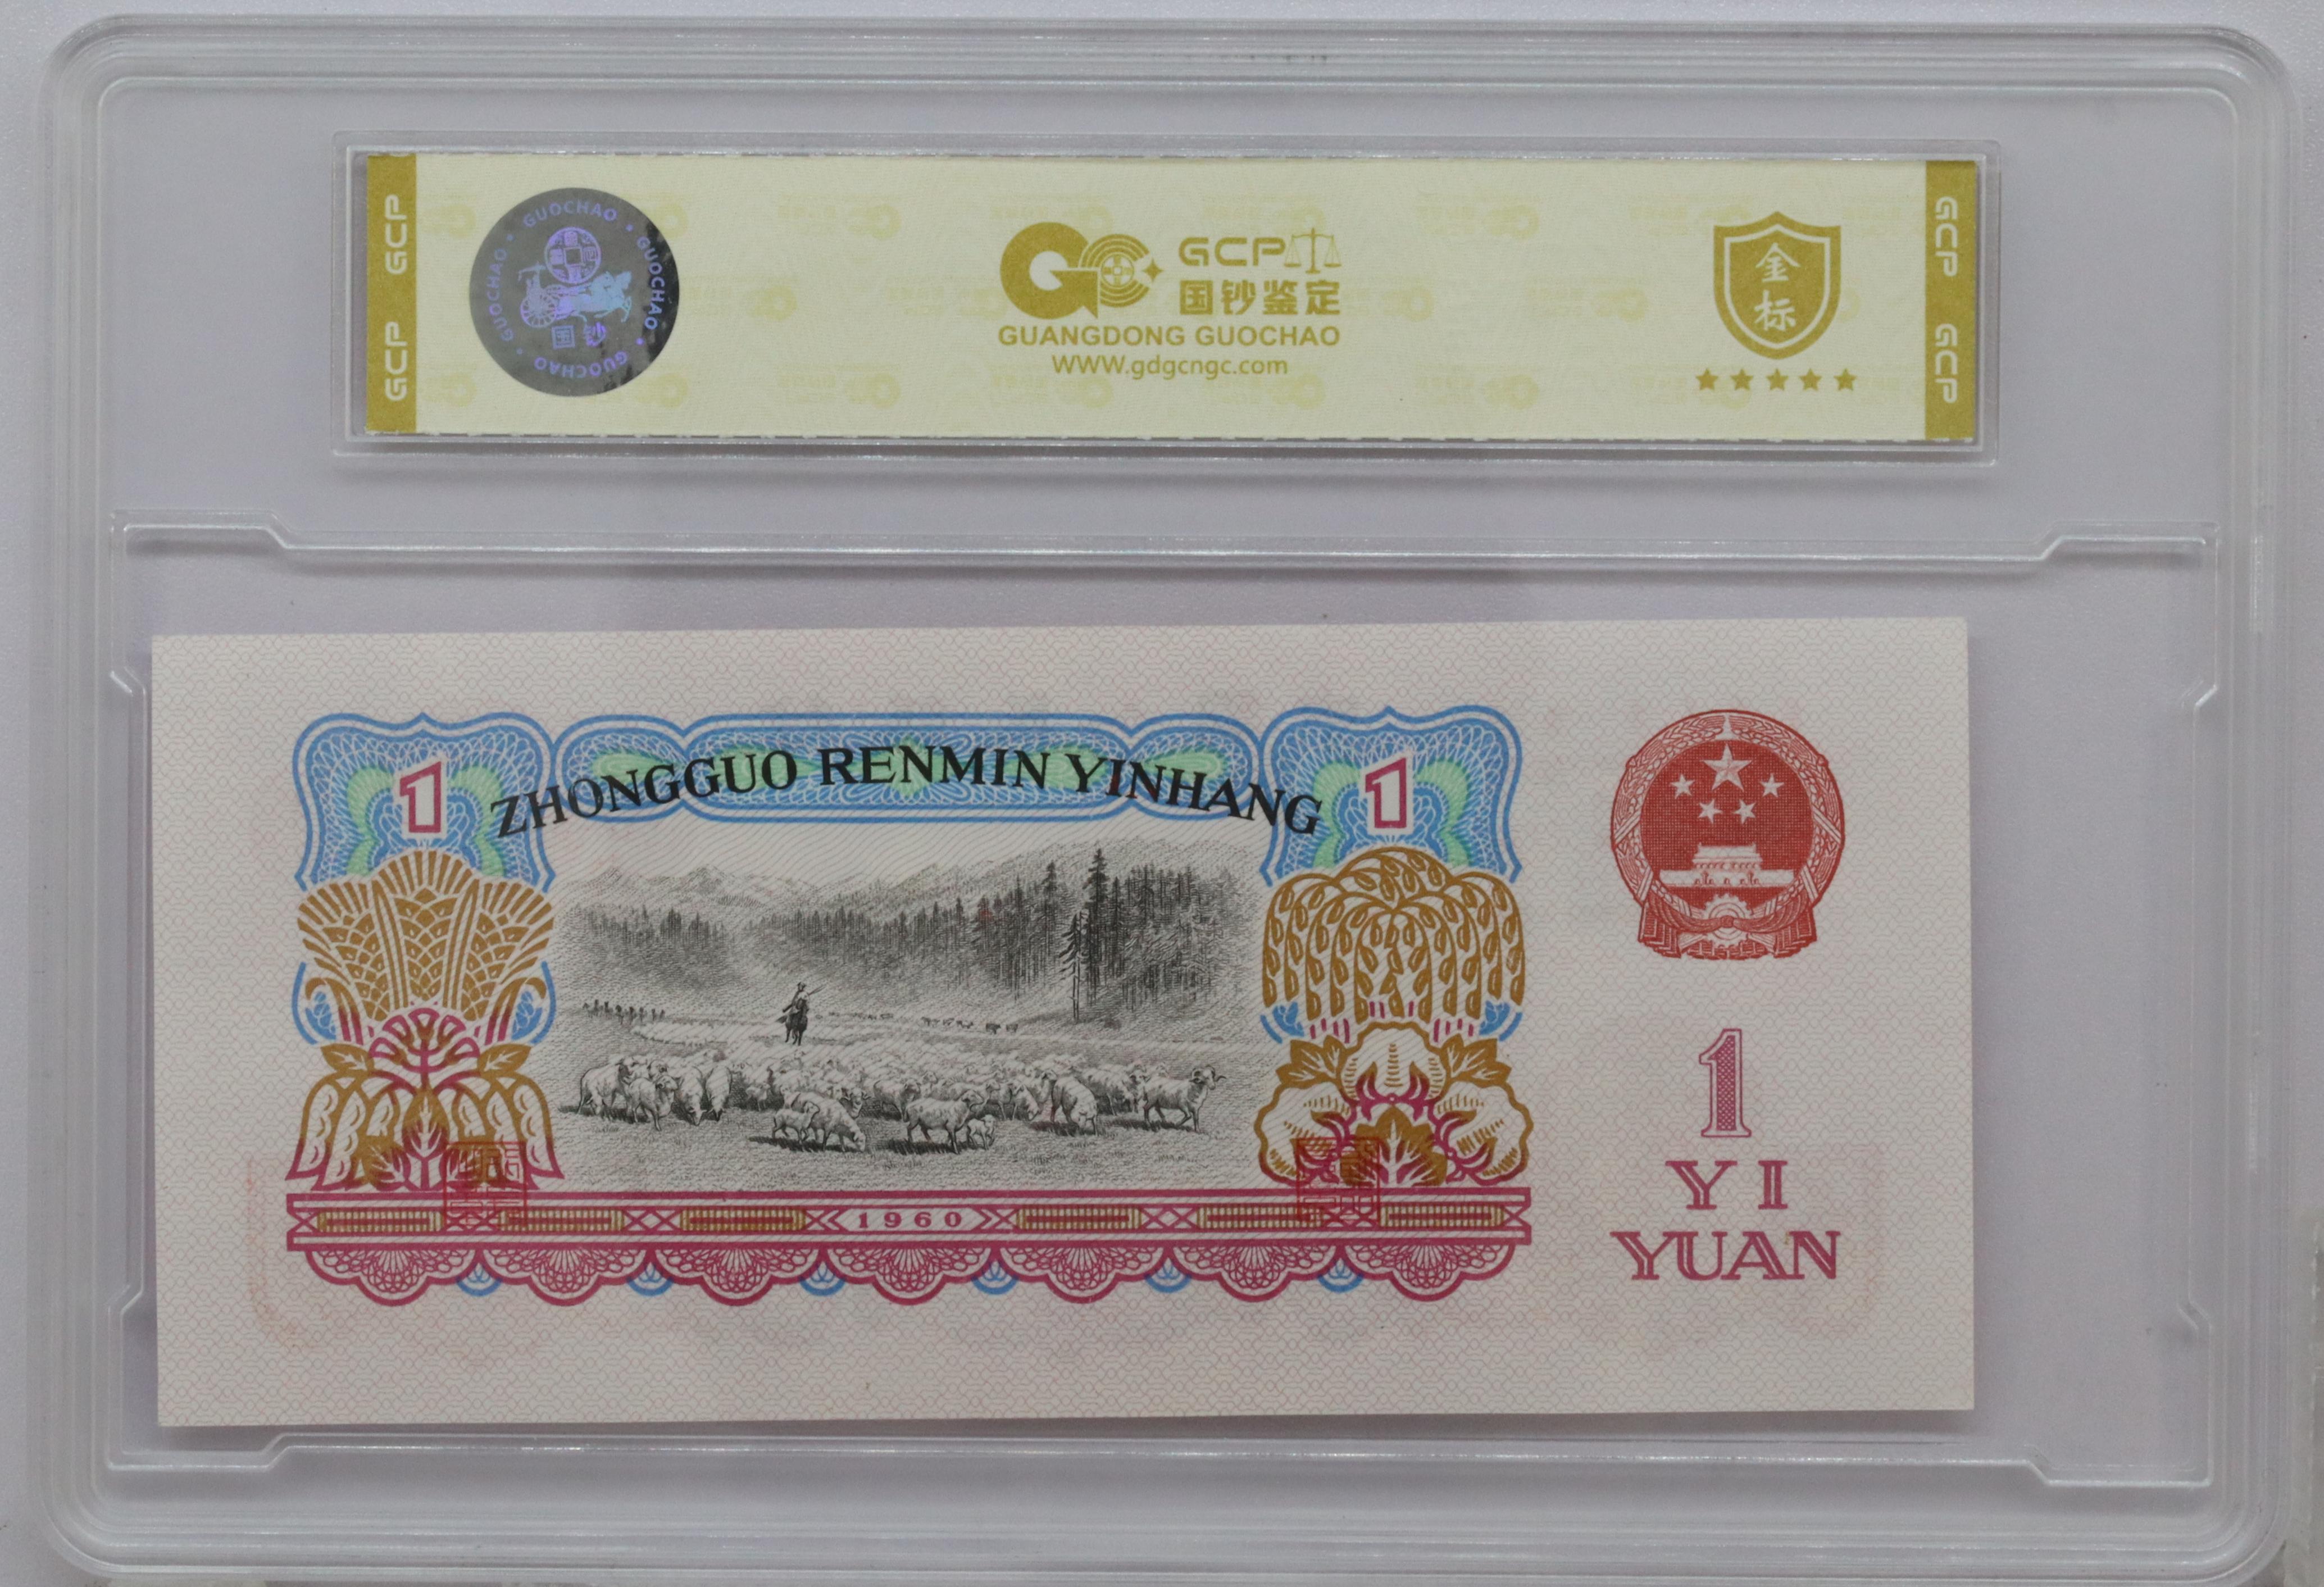 GCP GCP
GUOCHAO · GUOCHAO · GUOCHAO · GUOCHAO
国 钞
GCP
国钞鉴定
GUANGDONG GUOCHAO
WWW.gdgcngc.com
金
标
GCP GCP
ZHONGGUO RENMIN YINHANG
1
1
1
YI
YUAN
1960